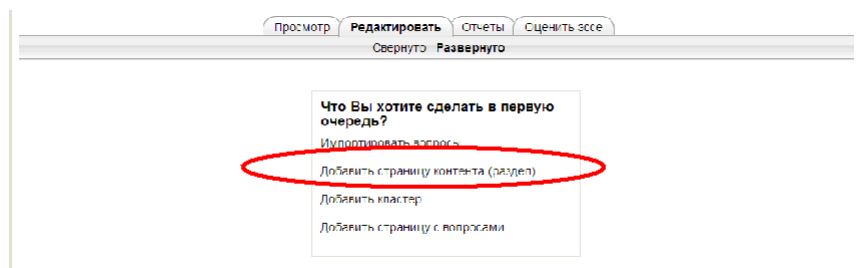 Просмотр Редактировать Отчеты Оценить эссе
Свернуто Развернуто
Что Вы хотите сделать в первую
очередь?
Импортировать вопросы
Добавить страницу контента (раздел)
Добавить кластер
Добавить страницу с вопросами